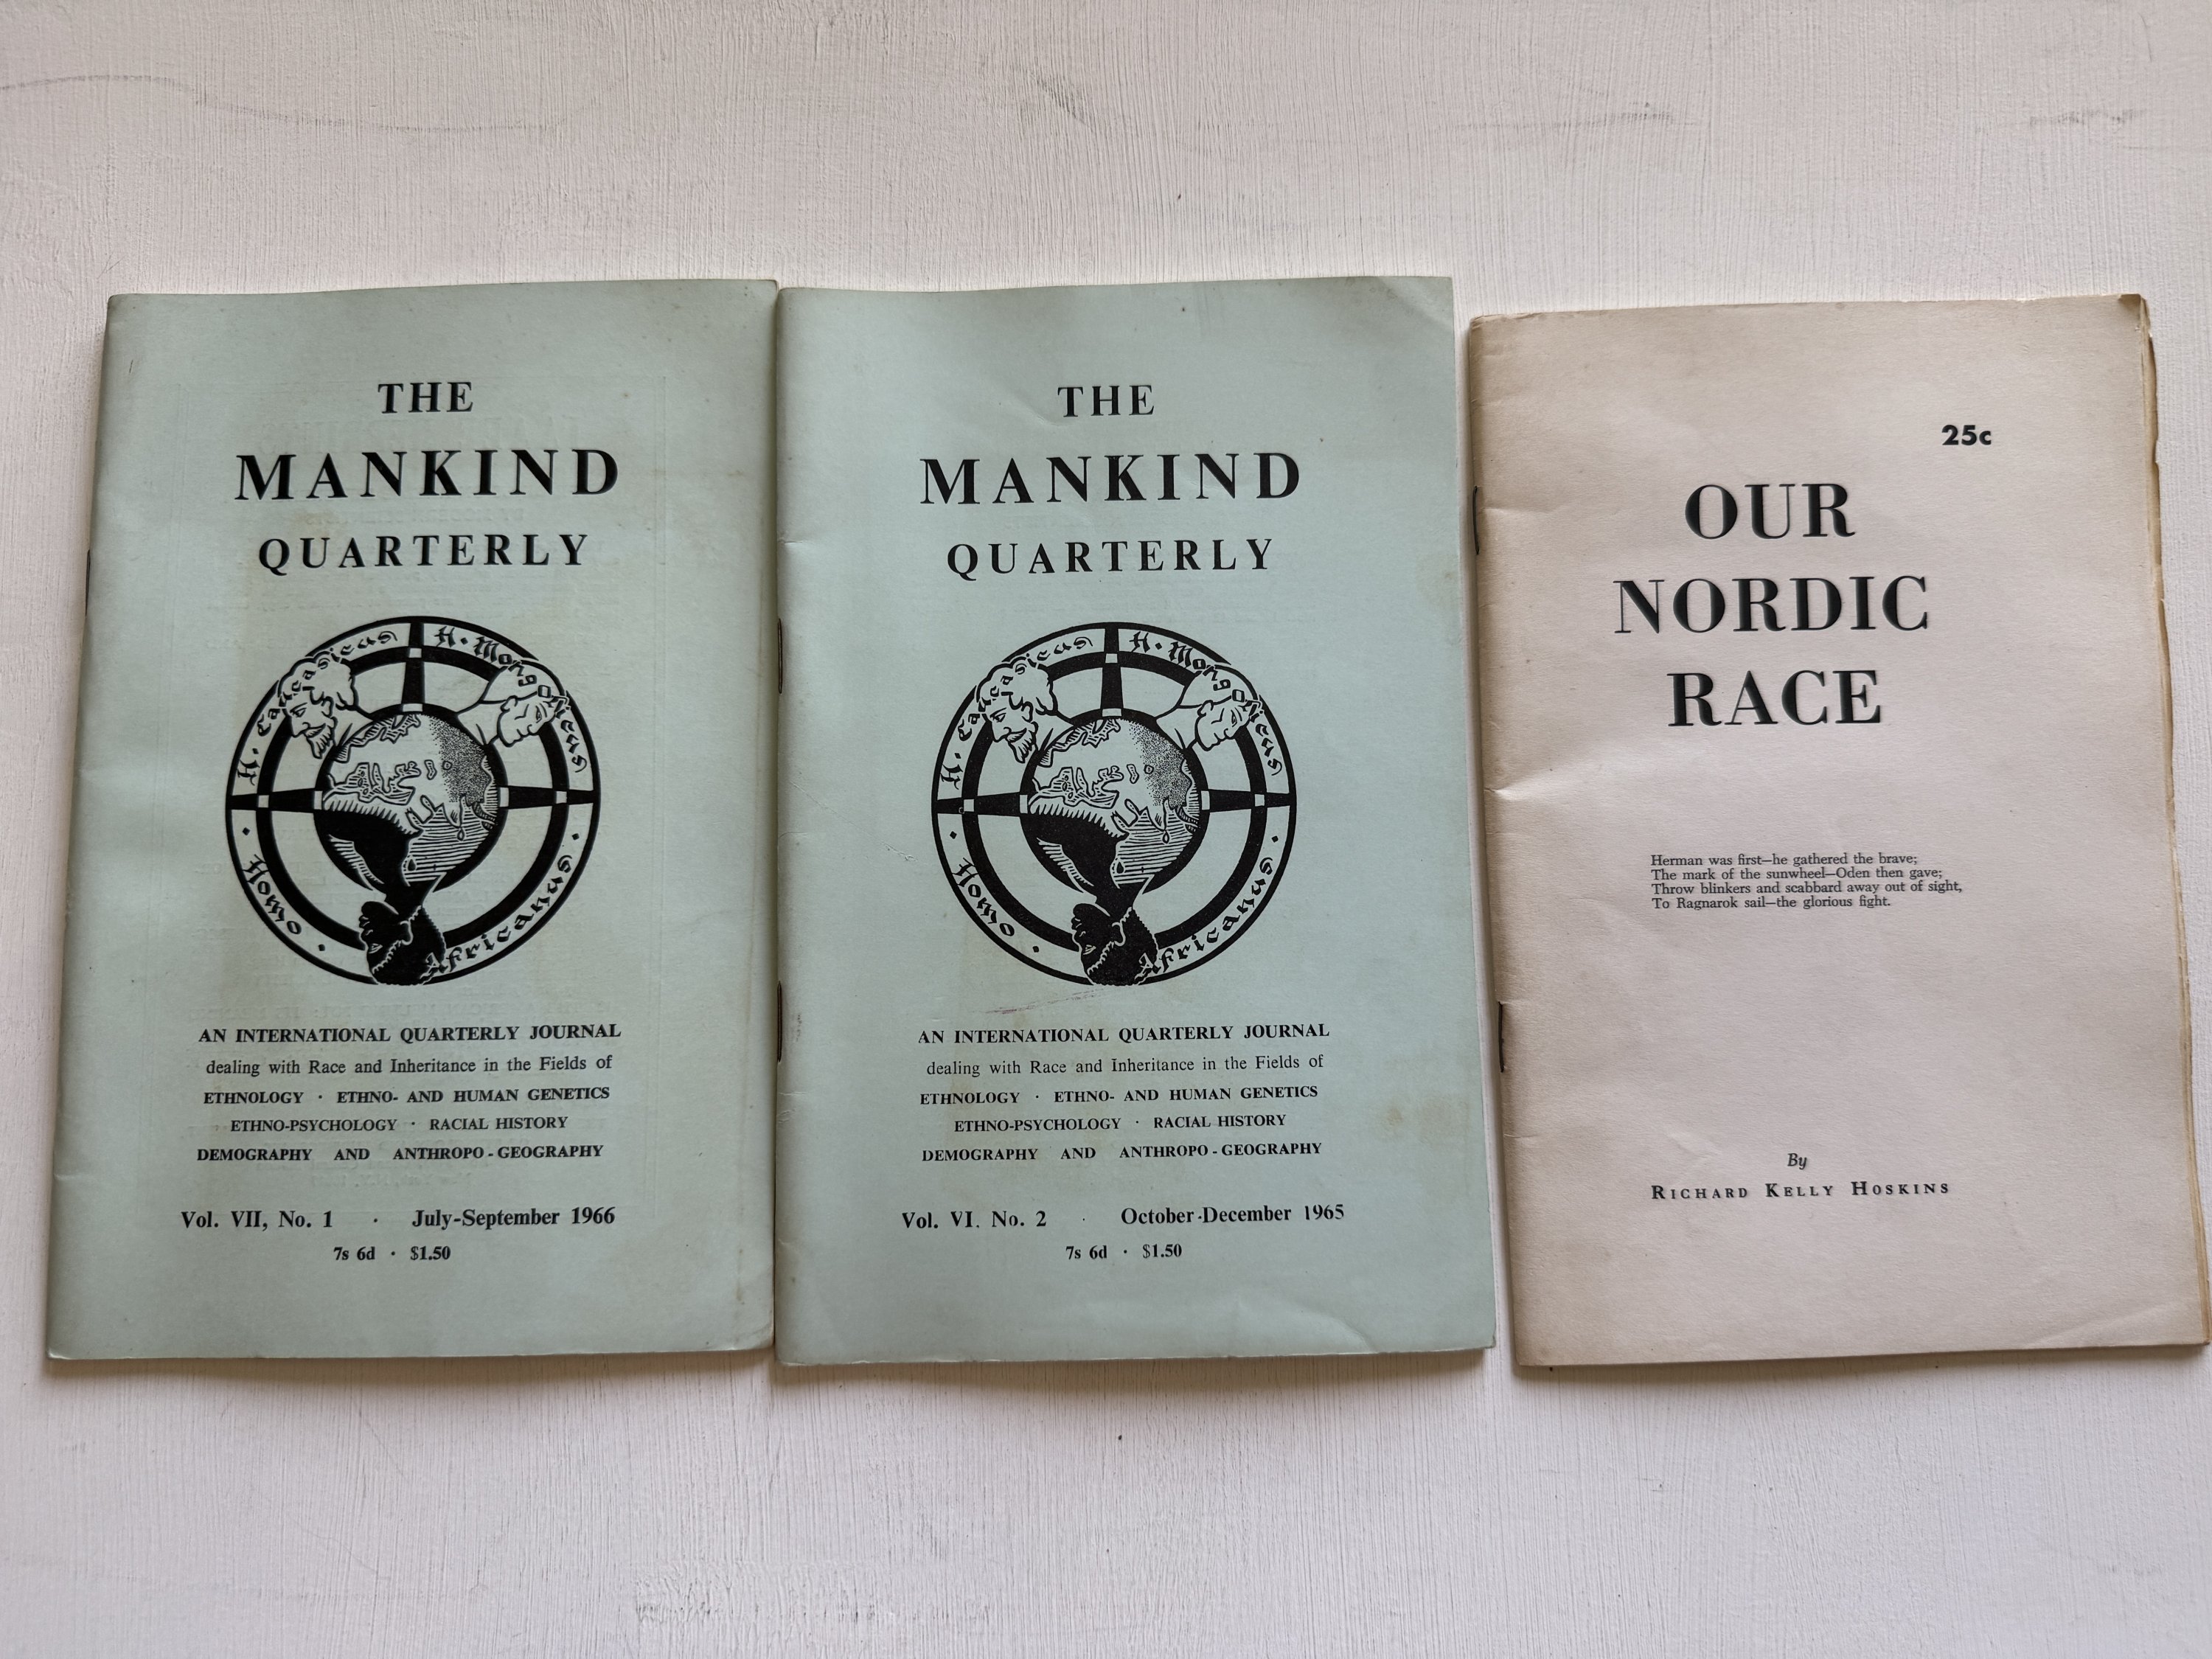 THE
MANKIND
QUARTERLY
H. Caucasicus H. Mongolicus
Homo · Africanus
AN INTERNATIONAL QUARTERLY JOURNAL
dealing with Race and Inheritance in the Fields of
ETHNOLOGY · ETHNO- AND HUMAN GENETICS
ETHNO-PSYCHOLOGY · RACIAL HISTORY
DEMOGRAPHY AND ANTHROPO-GEOGRAPHY
Vol. VII, No. 1 · July-September 1966
7s 6d · $1.50
THE
MANKIND
QUARTERLY
H. Caucasicus H. Mongolicus
Homo · Africanus
AN INTERNATIONAL QUARTERLY JOURNAL
dealing with Race and Inheritance in the Fields of
ETHNOLOGY · ETHNO- AND HUMAN GENETICS
ETHNO-PSYCHOLOGY · RACIAL HISTORY
DEMOGRAPHY AND ANTHROPO-GEOGRAPHY
Vol. VI. No. 2 · October-December 1965
7s 6d · $1.50
25c
OUR
NORDIC
RACE
Herman was first—he gathered the brave;
The mark of the sunwheel—Oden then gave;
Throw blinkers and scabbard away out of sight,
To Ragnarok sail—the glorious fight.
By
RICHARD KELLY HOSKINS